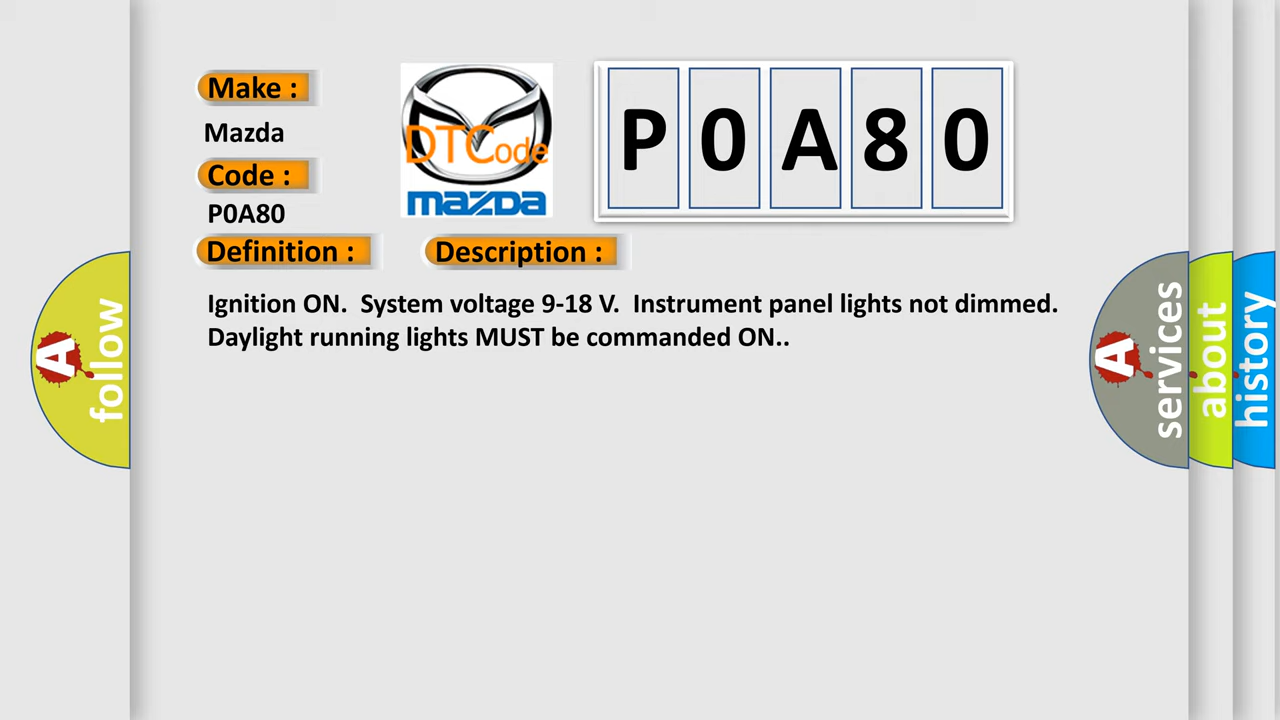 Make :
Mazda
Code :
P0A80
Definition :
Description :
Ignition ON. System voltage 9-18 V. Instrument panel lights not dimmed.
Daylight running lights MUST be commanded ON..
DTCode
mazda
P0A80
A follow
A services
about
history